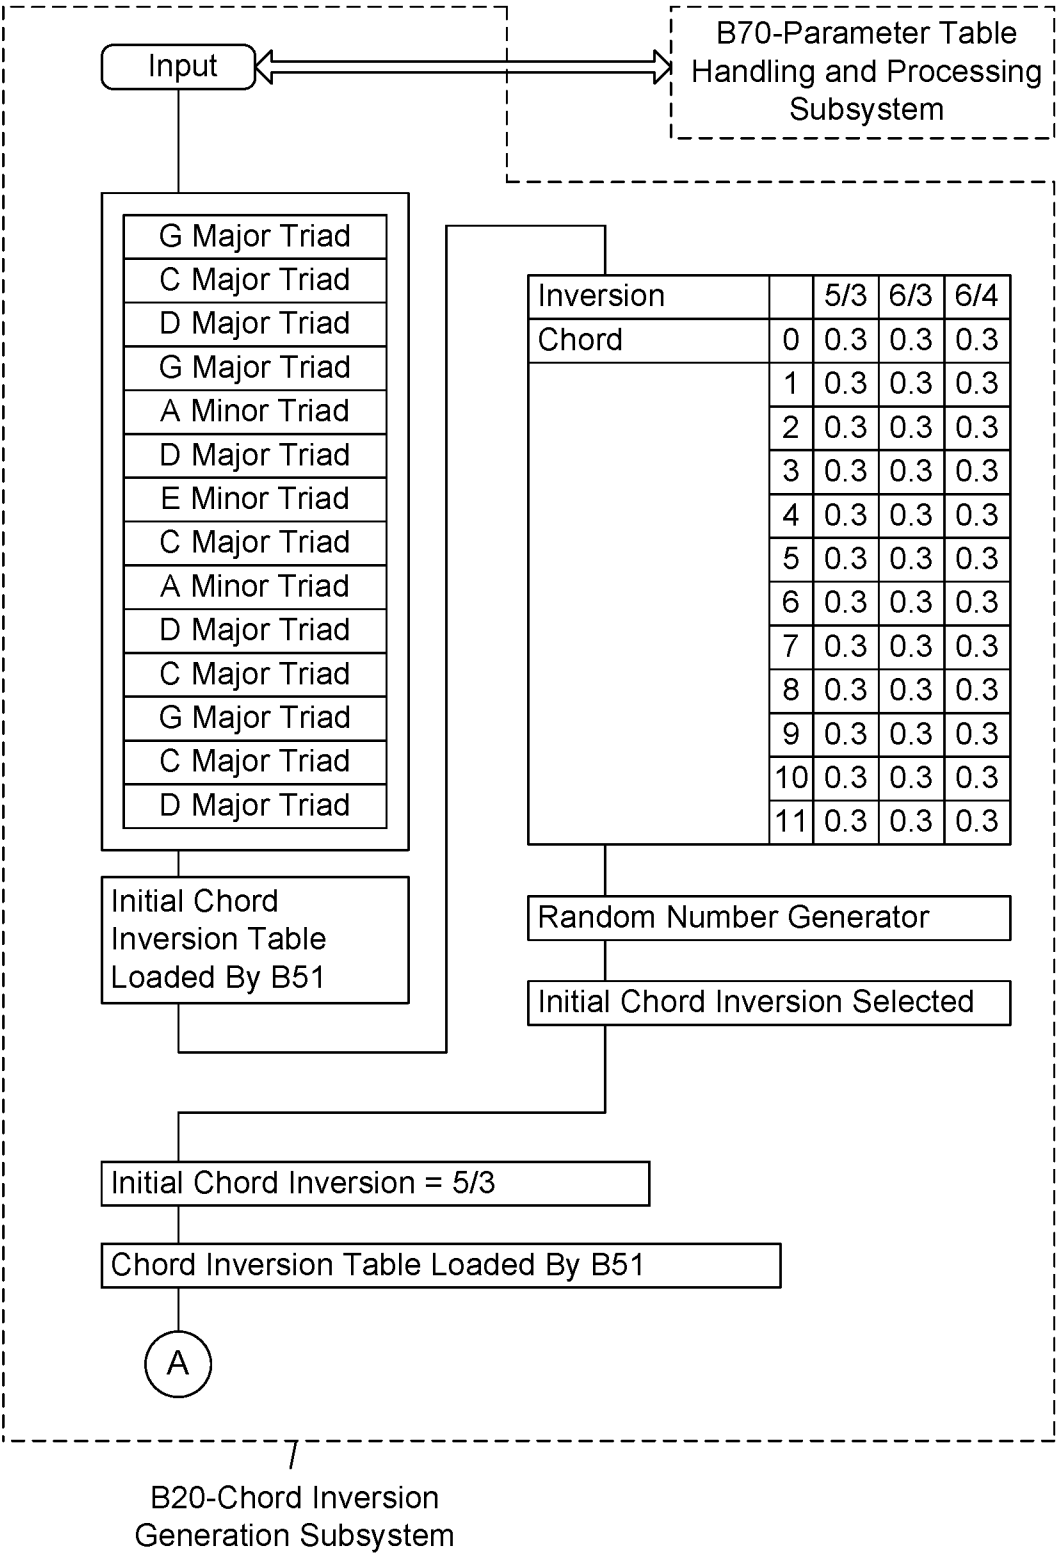 Input
B70-Parameter Table
Handling and Processing
Subsystem
G Major Triad
C Major Triad
D Major Triad
G Major Triad
A Minor Triad
D Major Triad
E Minor Triad
C Major Triad
A Minor Triad
D Major Triad
C Major Triad
G Major Triad
C Major Triad
D Major Triad
Initial Chord
Inversion Table
Loaded By B51
Inversion 5/3 6/3 6/4
Chord 0 0.3 0.3 0.3
1 0.3 0.3 0.3
2 0.3 0.3 0.3
3 0.3 0.3 0.3
4 0.3 0.3 0.3
5 0.3 0.3 0.3
6 0.3 0.3 0.3
7 0.3 0.3 0.3
8 0.3 0.3 0.3
9 0.3 0.3 0.3
10 0.3 0.3 0.3
11 0.3 0.3 0.3
Random Number Generator
Initial Chord Inversion Selected
Initial Chord Inversion = 5/3
Chord Inversion Table Loaded By B51
A
B20-Chord Inversion
Generation Subsystem